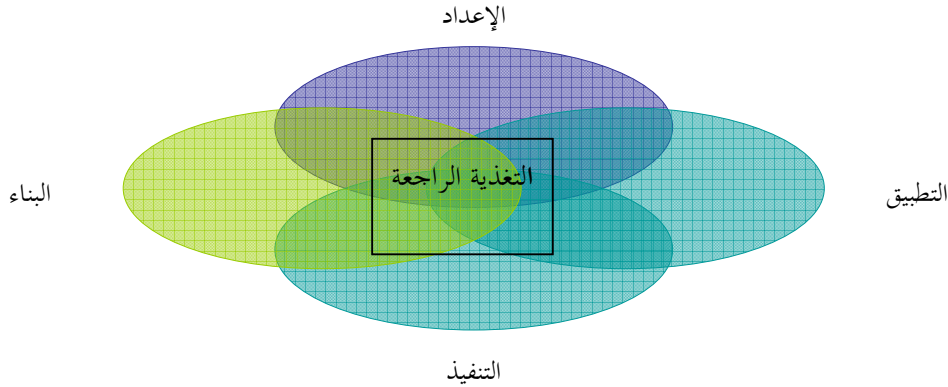 الإعداد
التغذية الراجعة
التطبيق
البناء
التنفيذ